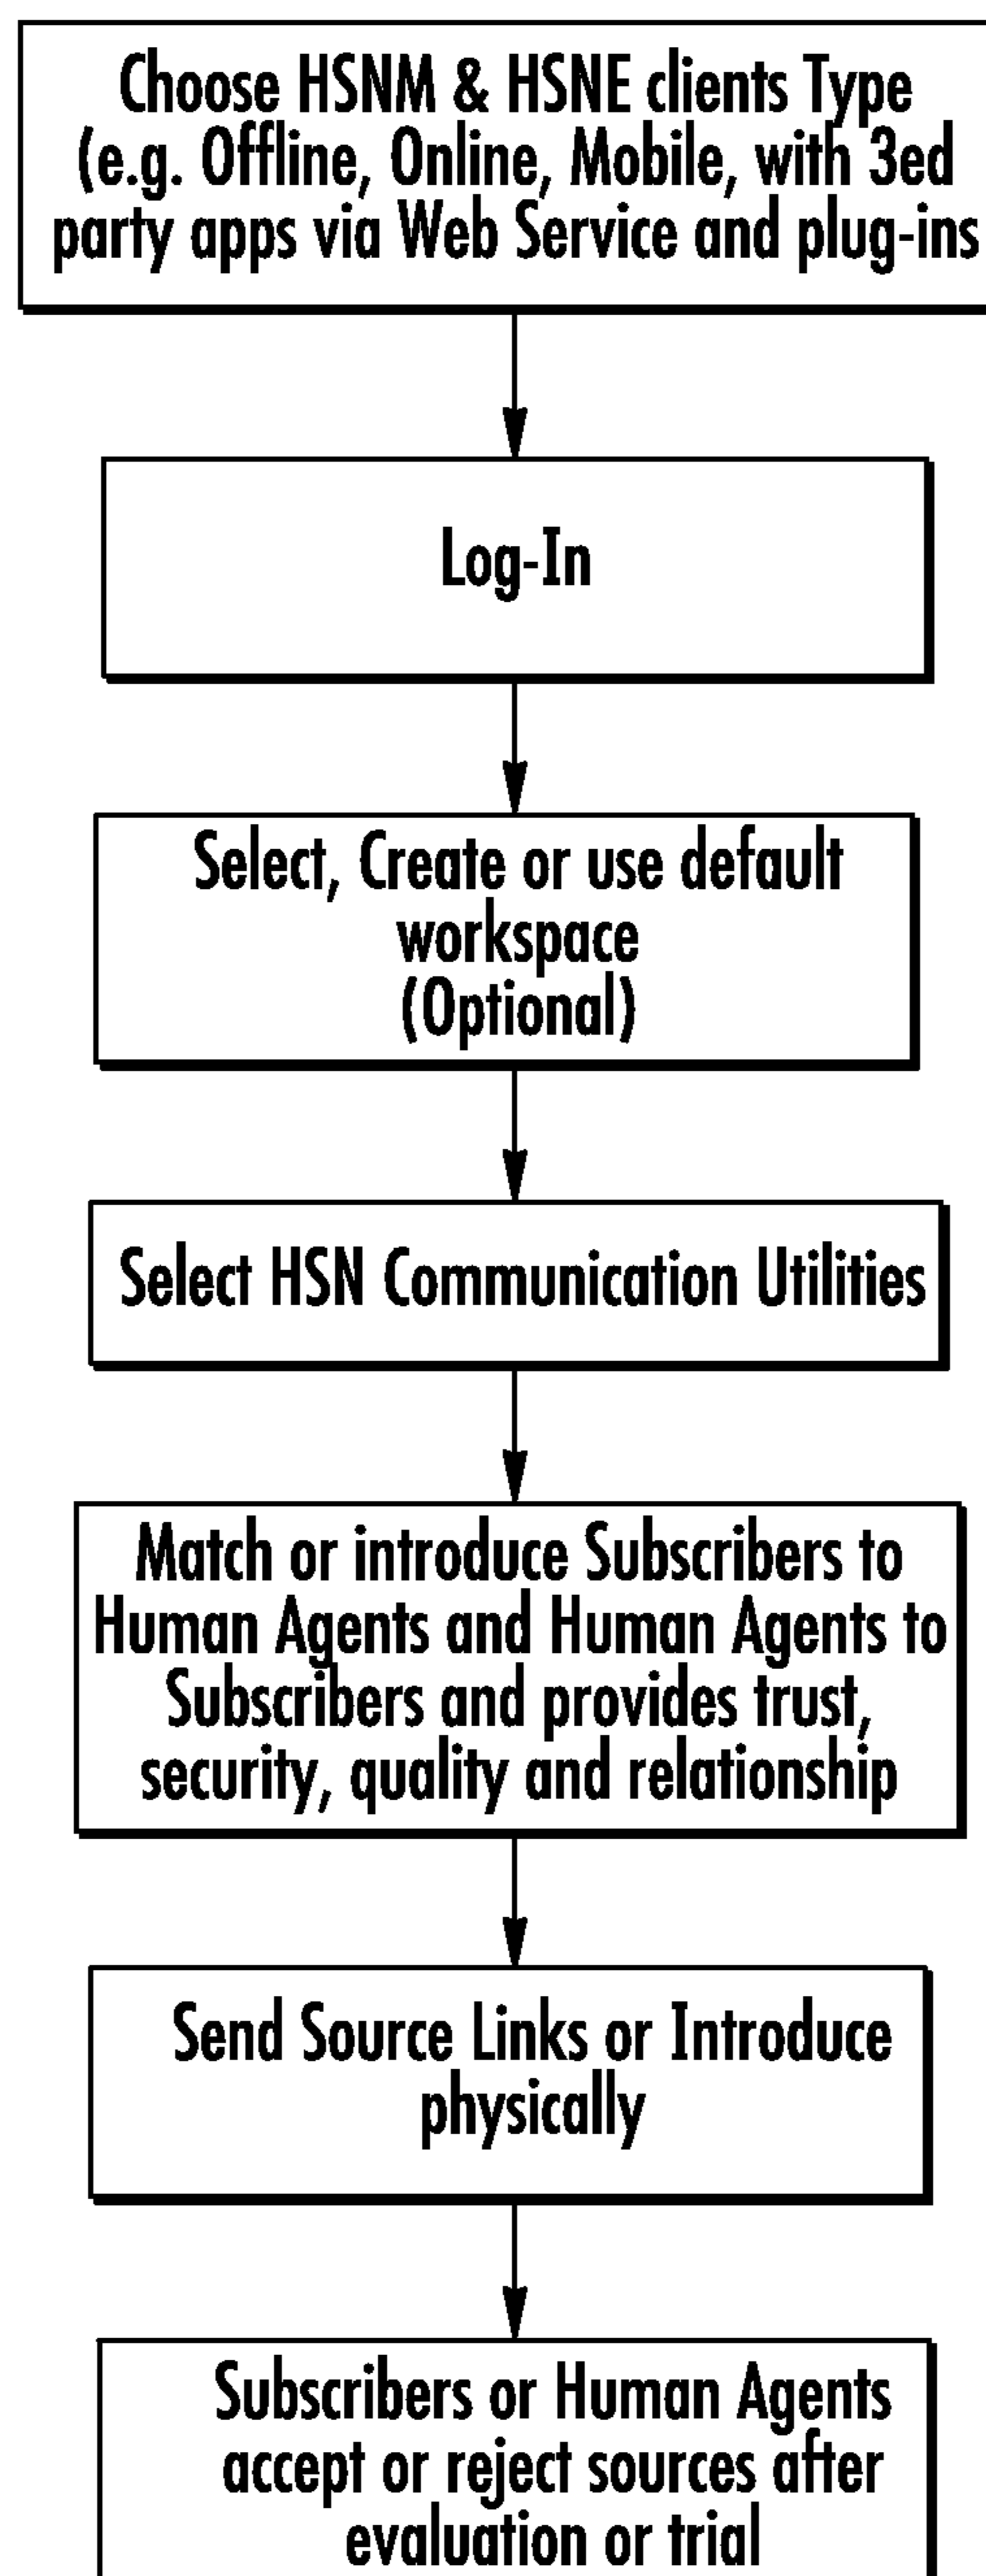 Choose HSNM & HSNE clients Type
(e.g. Offline, Online, Mobile, with 3ed
party apps via Web Service and plug-ins
Log-In
Select, Create or use default
workspace
(Optional)
Select HSN Communication Utilities
Match or introduce Subscribers to
Human Agents and Human Agents to
Subscribers and provides trust,
security, quality and relationship
Send Source Links or Introduce
physically
Subscribers or Human Agents
accept or reject sources after
evaluation or trial